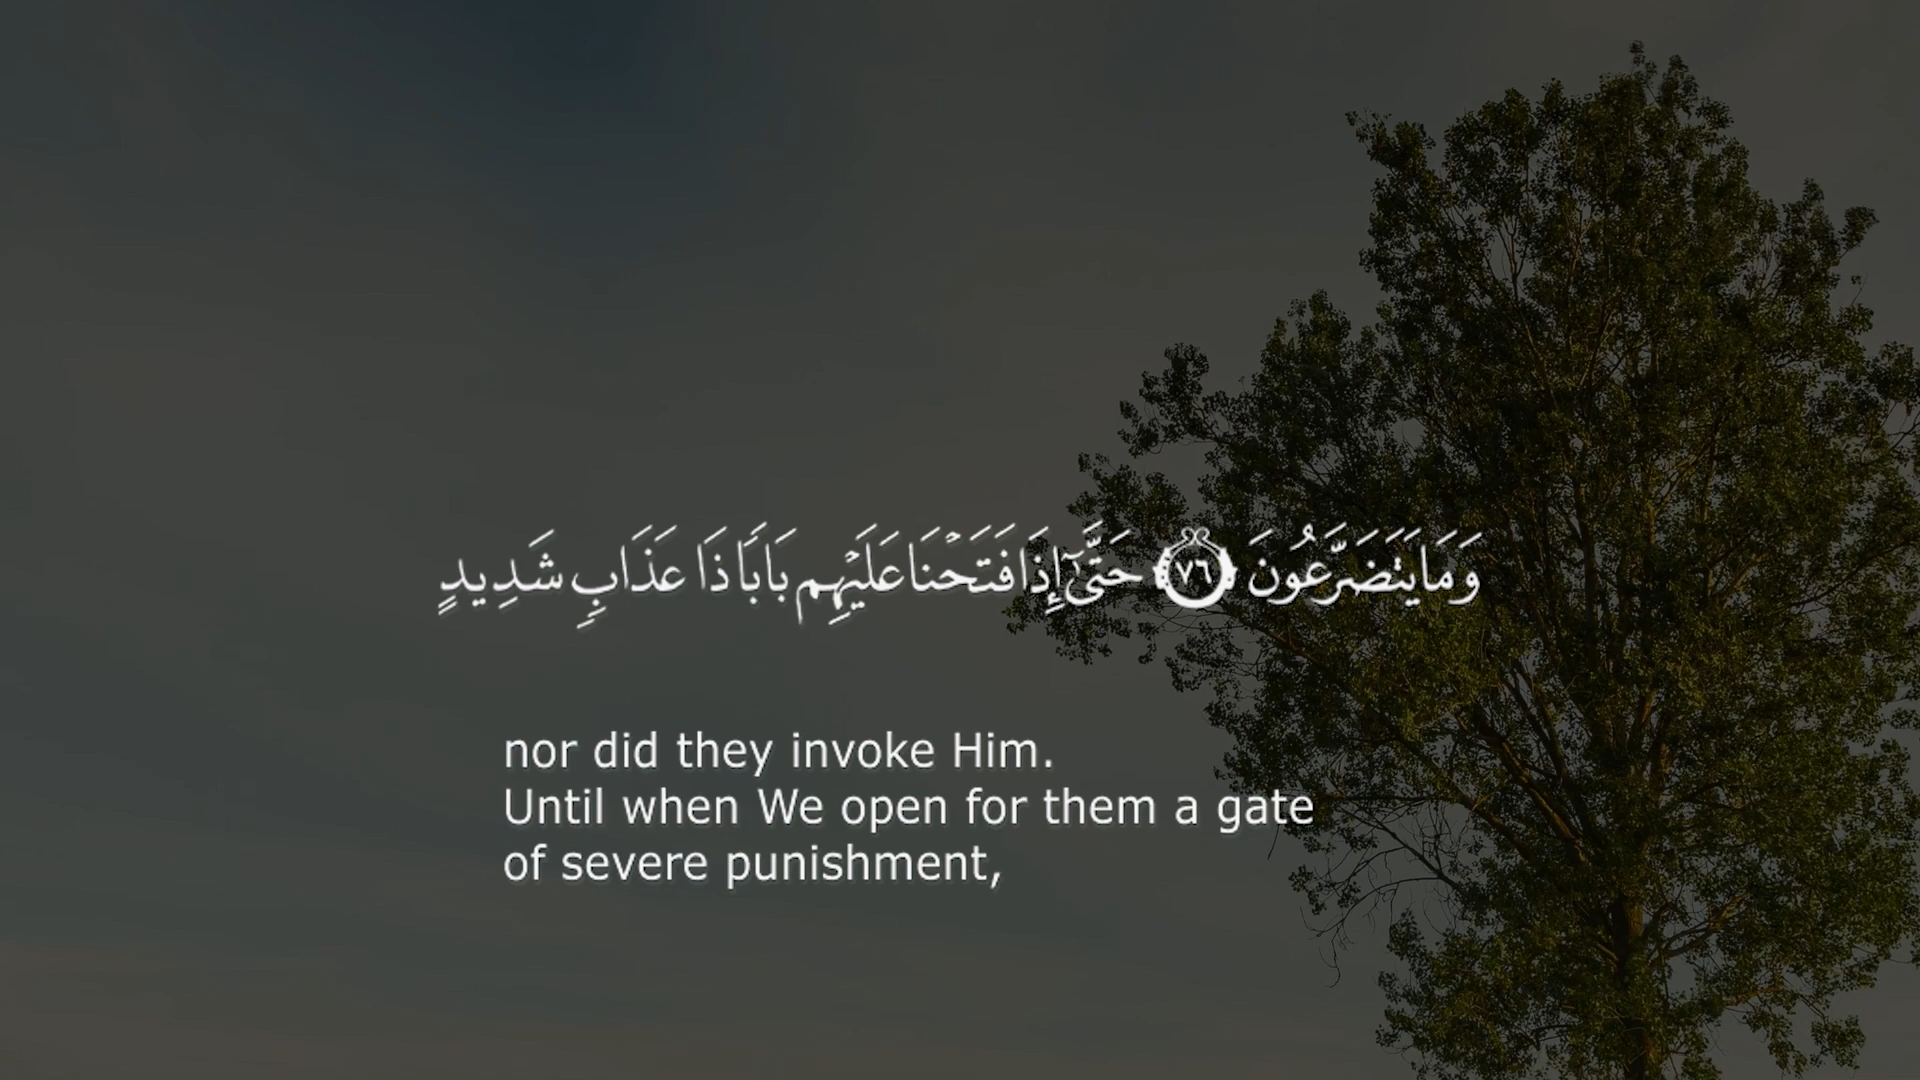 وَمَا يَتَضَرَّعُونَ ۝٧٦ حَتَّىٰٓ إِذَا فَتَحْنَا عَلَيْهِم بَابًا ذَا عَذَابٍ شَدِيدٍ
nor did they invoke Him.
Until when We open for them a gate
of severe punishment,